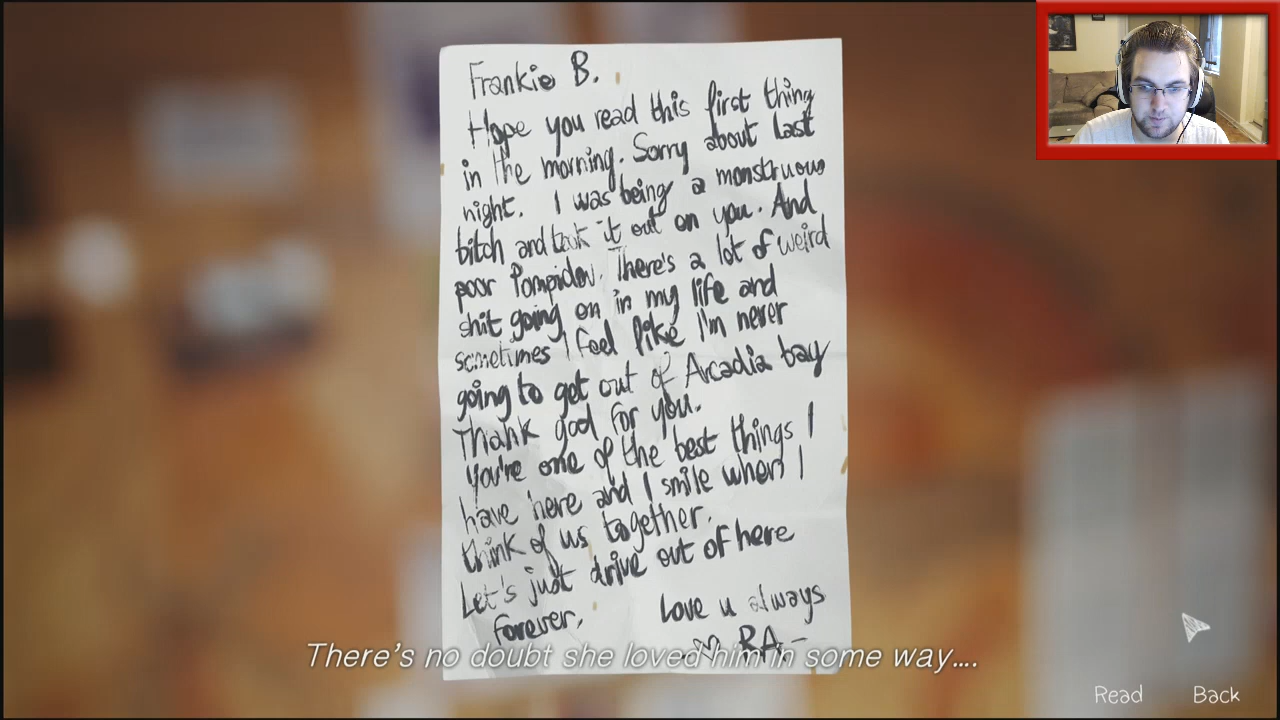 Frankie B.
Hope you read this first thing
in the morning. Sorry about last
night. I was being a monstruous
bitch and took it out on you. And
poor Pompidou. There's a lot of weird
shit going on in my life and
sometimes I feel like I'm never
going to get out of Arcadia bay
Thank god for you.
You're one of the best things I
have here and I smile when I
think of us together.
Let's just drive out of here
forever.
Love u always
RA -
There's no doubt she loved him in some way....
Read Back